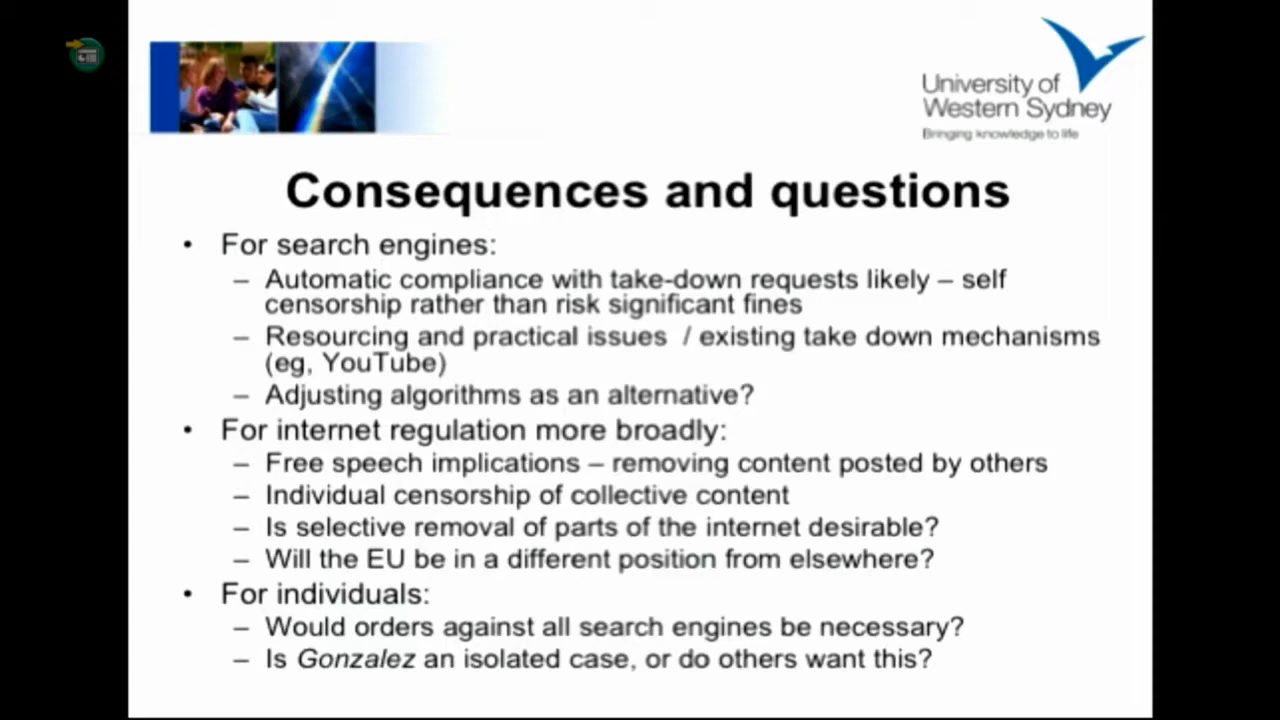 University of
Western Sydney
Bringing knowledge to life
Consequences and questions
• For search engines:
– Automatic compliance with take-down requests likely – self
censorship rather than risk significant fines
– Resourcing and practical issues / existing take down mechanisms
(eg, YouTube)
– Adjusting algorithms as an alternative?
• For internet regulation more broadly:
– Free speech implications – removing content posted by others
– Individual censorship of collective content
– Is selective removal of parts of the internet desirable?
– Will the EU be in a different position from elsewhere?
• For individuals:
– Would orders against all search engines be necessary?
– Is Gonzalez an isolated case, or do others want this?